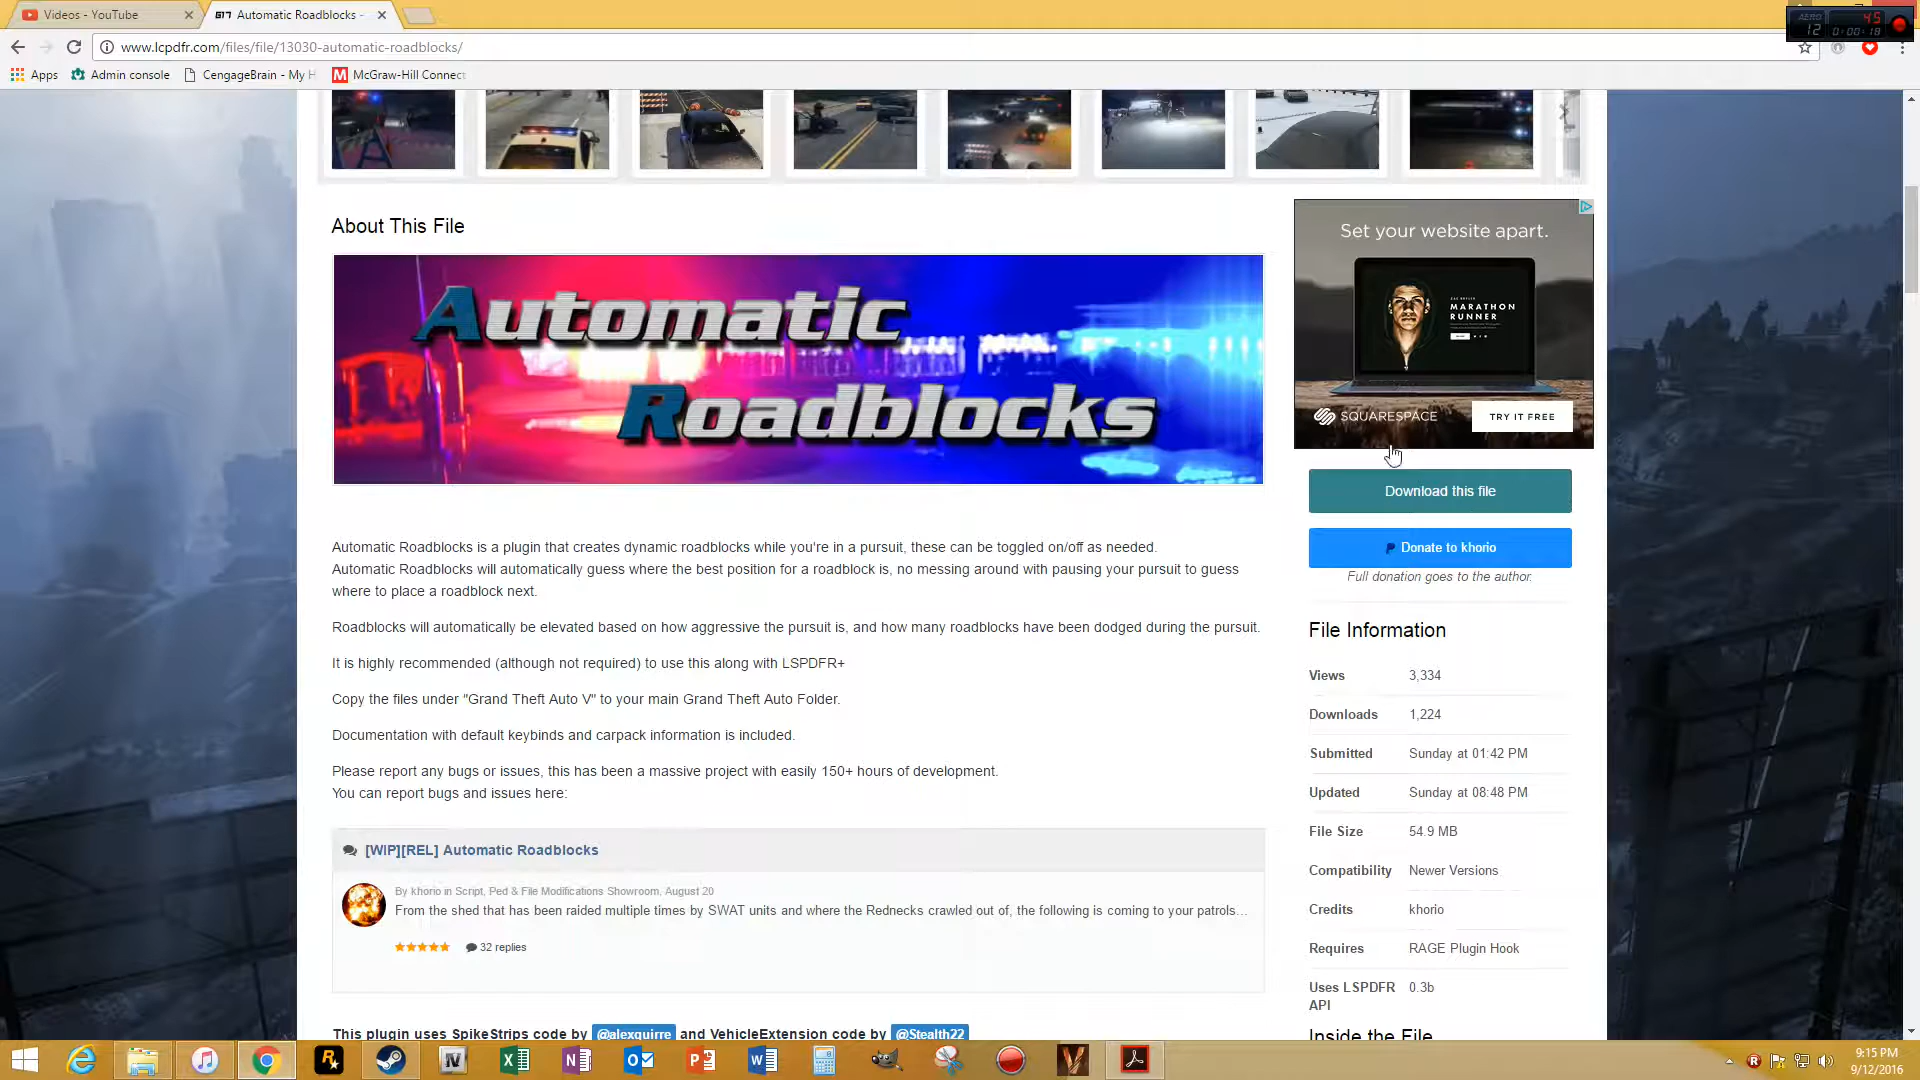 Videos - YouTube
G17 Automatic Roadblocks -
www.lcpdfr.com/files/file/13030-automatic-roadblocks/
Apps
Admin console
CengageBrain - My H
McGraw-Hill Connect
AERO
12
45
0:00:18
About This File
Automatic
Roadblocks
Set your website apart.
MARATHON
RUNNER
SQUARESPACE
TRY IT FREE
Download this file
Donate to khorio
Full donation goes to the author.
Automatic Roadblocks is a plugin that creates dynamic roadblocks while you're in a pursuit, these can be toggled on/off as needed.
Automatic Roadblocks will automatically guess where the best position for a roadblock is, no messing around with pausing your pursuit to guess
where to place a roadblock next.
Roadblocks will automatically be elevated based on how aggressive the pursuit is, and how many roadblocks have been dodged during the pursuit.
It is highly recommended (although not required) to use this along with LSPDFR+
Copy the files under "Grand Theft Auto V" to your main Grand Theft Auto Folder.
Documentation with default keybinds and carpack information is included.
Please report any bugs or issues, this has been a massive project with easily 150+ hours of development.
You can report bugs and issues here:
[WIP][REL] Automatic Roadblocks
By khorio in Script, Ped & File Modifications Showroom, August 20
From the shed that has been raided multiple times by SWAT units and where the Rednecks crawled out of, the following is coming to your patrols...
32 replies
This plugin uses SpikeStrips code by @alexguirre and VehicleExtension code by @Stealth22
File Information
Views 3,334
Downloads 1,224
Submitted Sunday at 01:42 PM
Updated Sunday at 08:48 PM
File Size 54.9 MB
Compatibility Newer Versions
Credits khorio
Requires RAGE Plugin Hook
Uses LSPDFR 0.3b
API
Inside the File
9:15 PM
9/12/2016